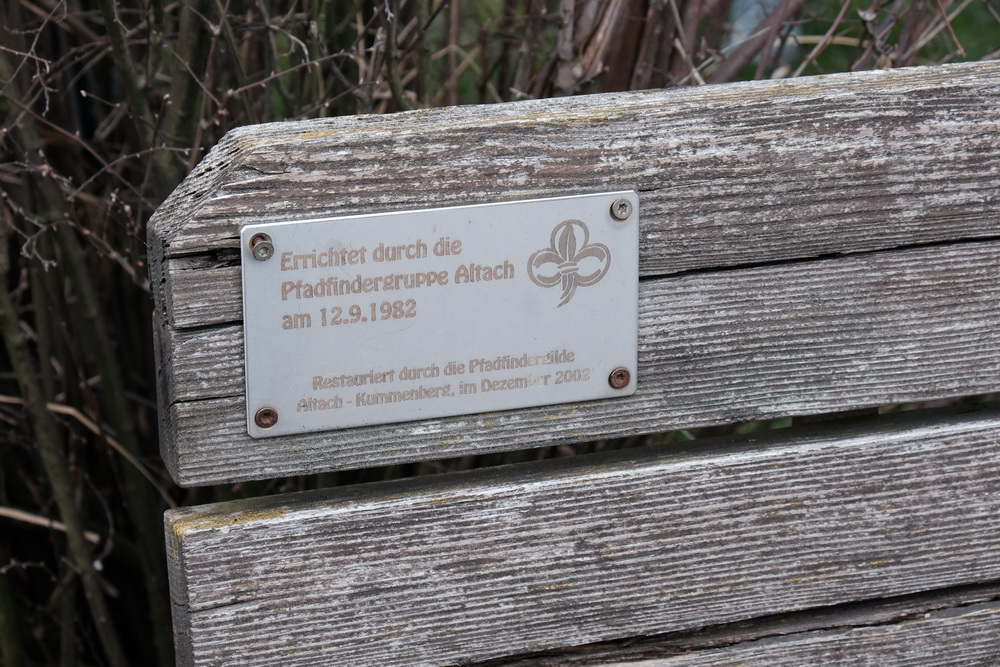 Errichtet durch die
Pfadfindergruppe Altach
am 12.9.1982
Restauriert durch die Pfadfindergilde
Altach - Kummenberg, im Dezember 2002